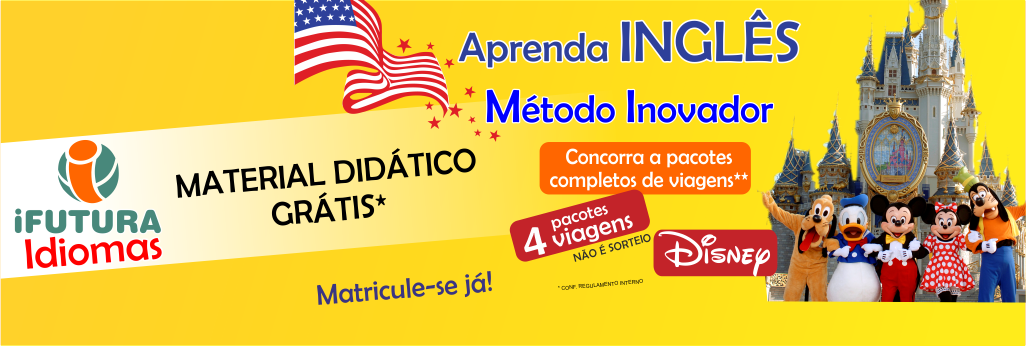 Aprenda INGLÊS
Método Inovador
iFUTURA
Idiomas
MATERIAL DIDÁTICO
GRÁTIS*
Concorra a pacotes
completos de viagens**
4 pacotes
viagens
NÃO É SORTEIO
Disney
Matricule-se já!
* CONF. REGULAMENTO INTERNO